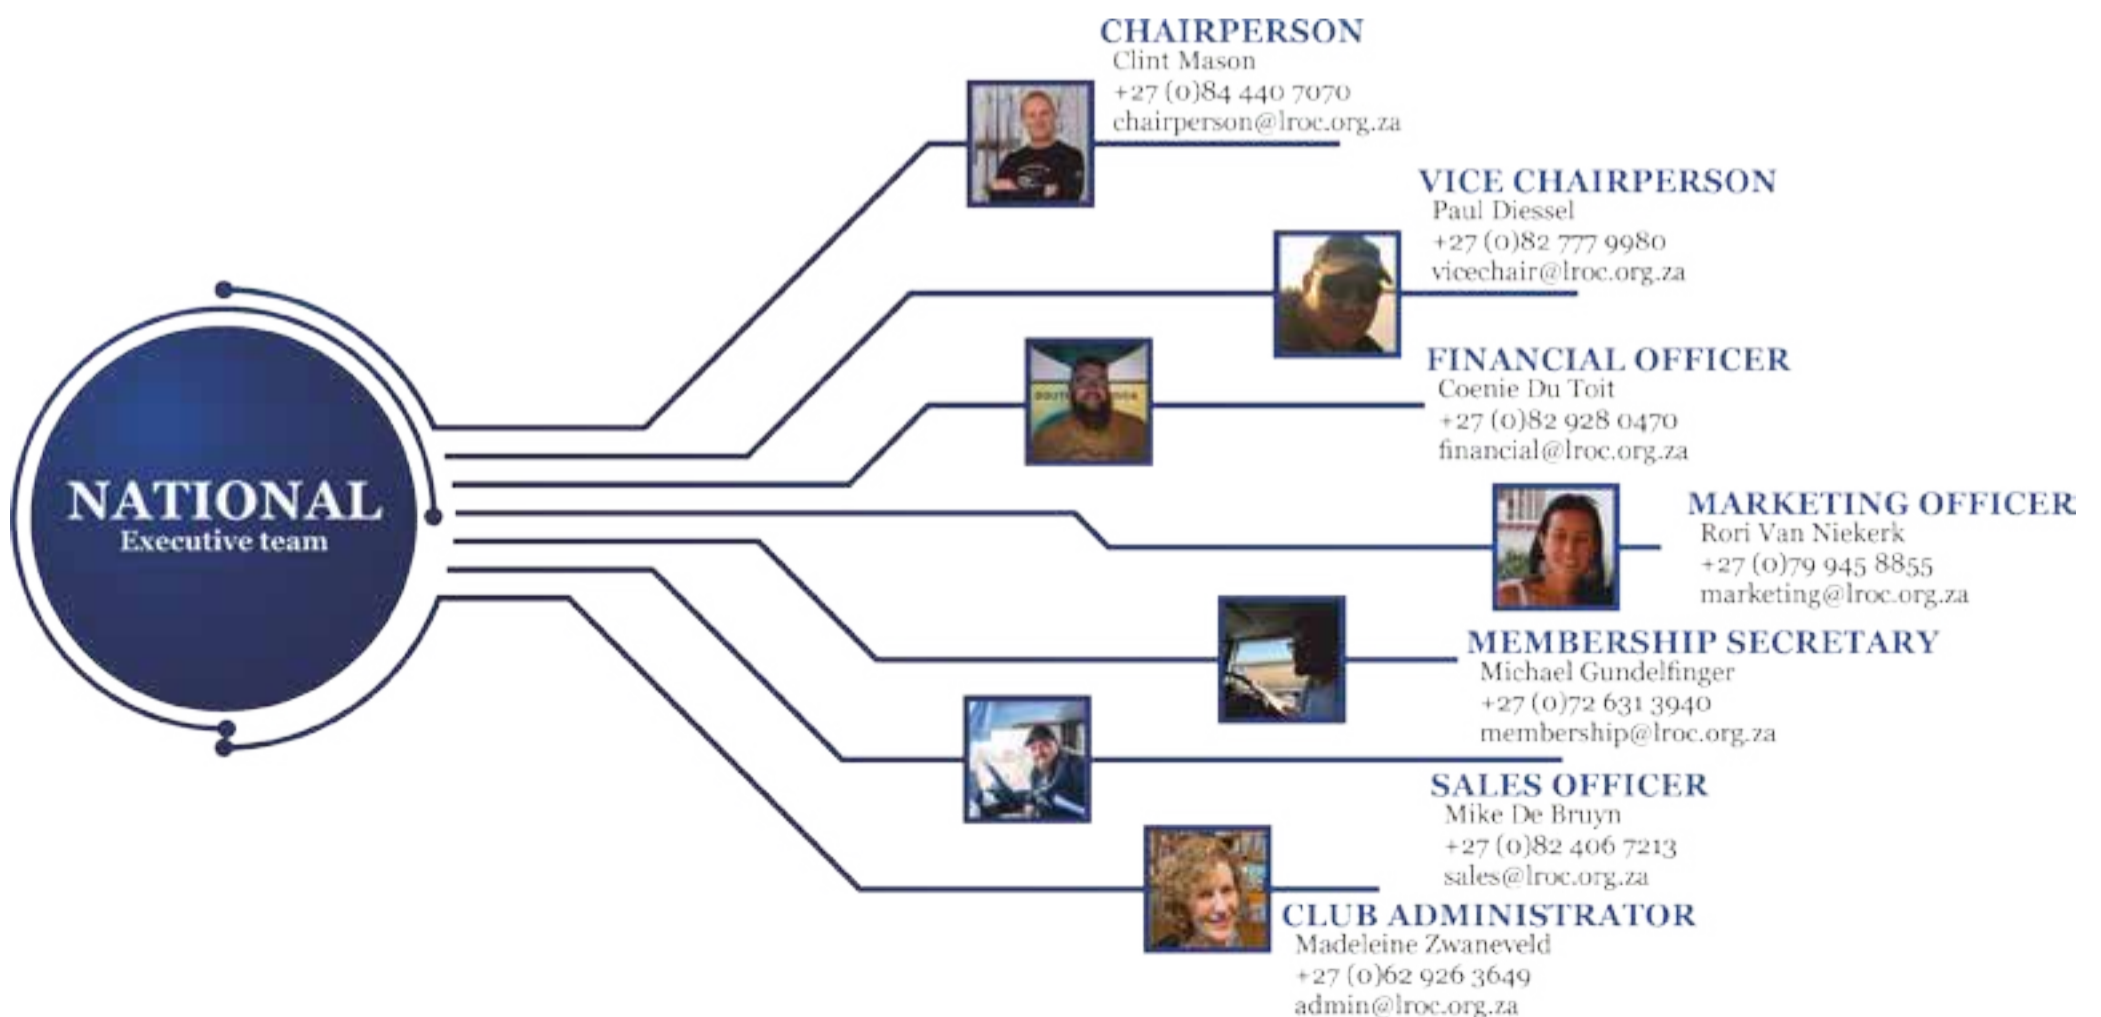 CHAIRPERSON
Clint Mason
+27 (0)84 440 7070
chairperson@lroc.org.za
VICE CHAIRPERSON
Paul Diessel
+27 (0)82 777 9980
vicechair@lroc.org.za
FINANCIAL OFFICER
Coenie Du Toit
+27 (0)82 928 0470
financial@lroc.org.za
NATIONAL
Executive team
MARKETING OFFICER
Rori Van Niekerk
+27 (0)79 945 8855
marketing@lroc.org.za
MEMBERSHIP SECRETARY
Michael Gundelfinger
+27 (0)72 631 3940
membership@lroc.org.za
SALES OFFICER
Mike De Bruyn
+27 (0)82 406 7213
sales@lroc.org.za
CLUB ADMINISTRATOR
Madeleine Zwaneveld
+27 (0)62 926 3649
admin@lroc.org.za